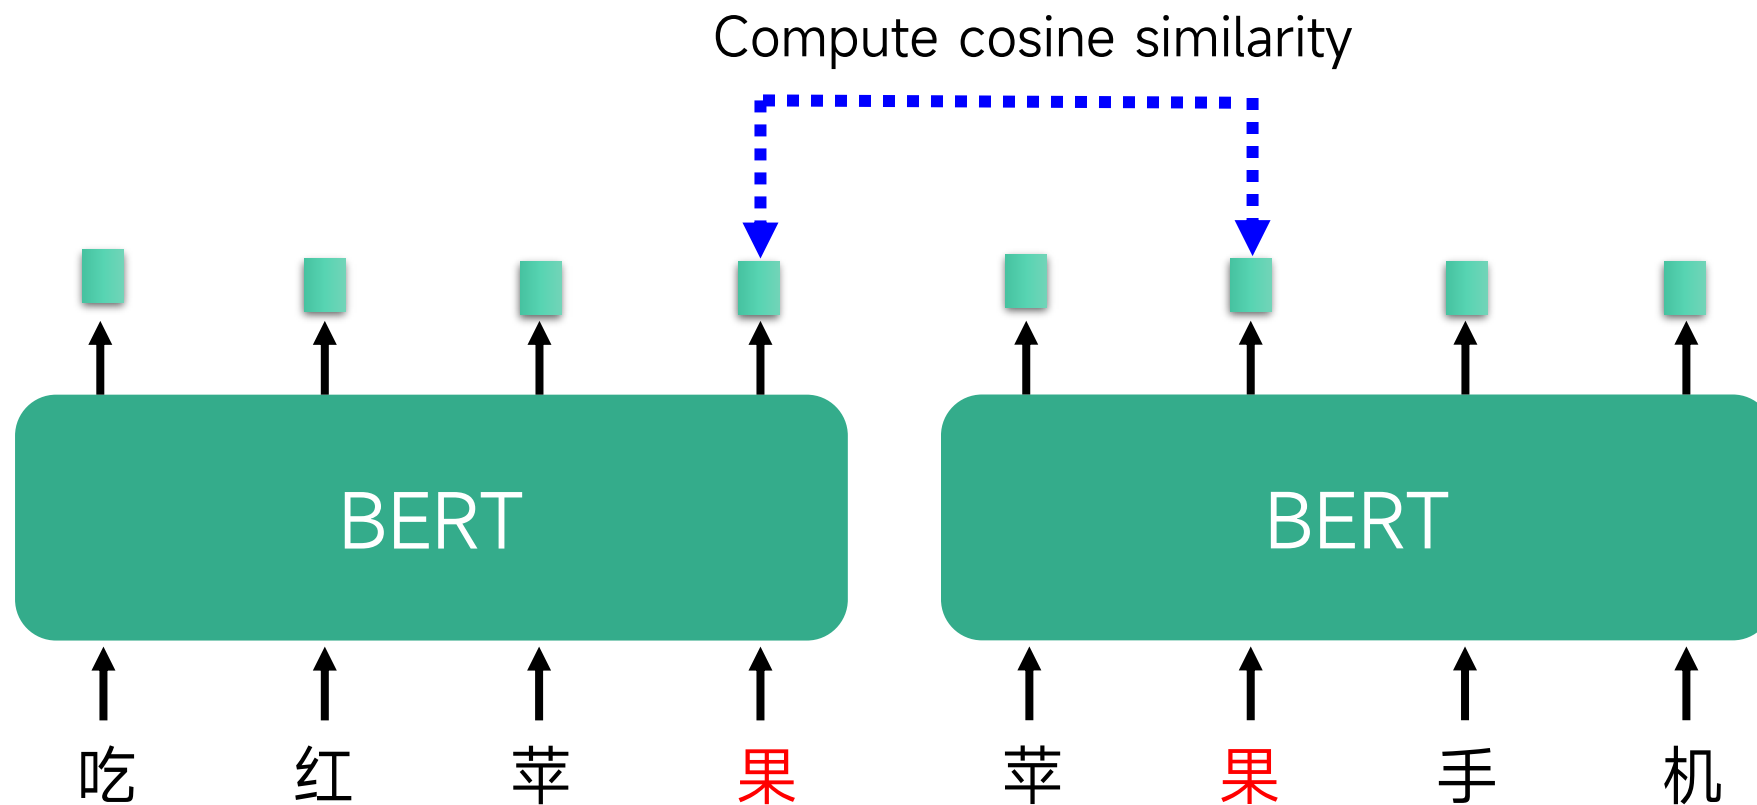 Compute cosine similarity
BERT BERT
吃 红 苹 果 苹 果 手 机